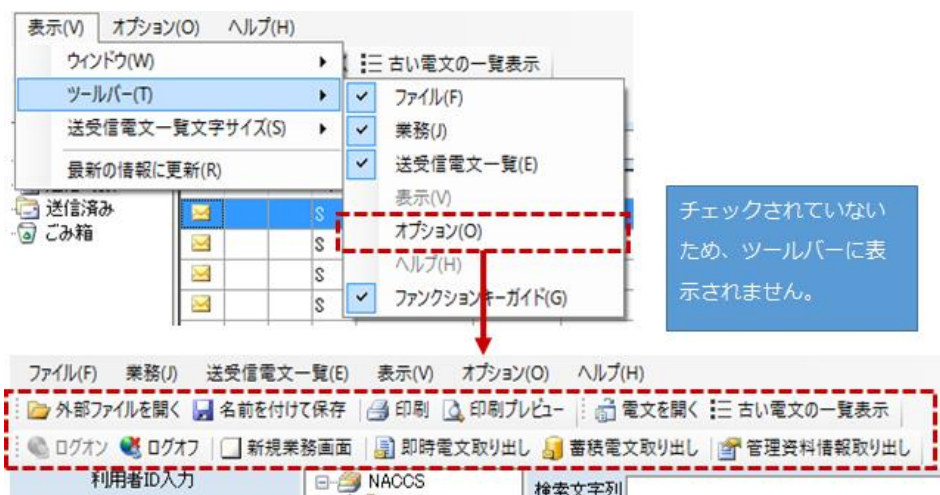 表示(V) オプション(O) ヘルプ(H)
ウィンドウ(W)
古い電文の一覧表示
ツールバー(T)
ファイル(F)
送受信電文一覧文字サイズ(S)
業務(J)
最新の情報に更新(R)
送受信電文一覧(E)
表示(V)
送信済み
S
オプション(O)
ごみ箱
S
ヘルプ(H)
S
ファンクションキーガイド(G)
S
チェックされていない
ため、ツールバーに表
示されません。
ファイル(F) 業務(J) 送受信電文一覧(E) 表示(V) オプション(O) ヘルプ(H)
外部ファイルを開く 名前を付けて保存 印刷 印刷プレビュー 電文を開く 古い電文の一覧表示
ログオン ログオフ 新規業務画面 即時電文取り出し 蓄積電文取り出し 管理資料情報取り出し
利用者ID入力 NACCS 検索文字列